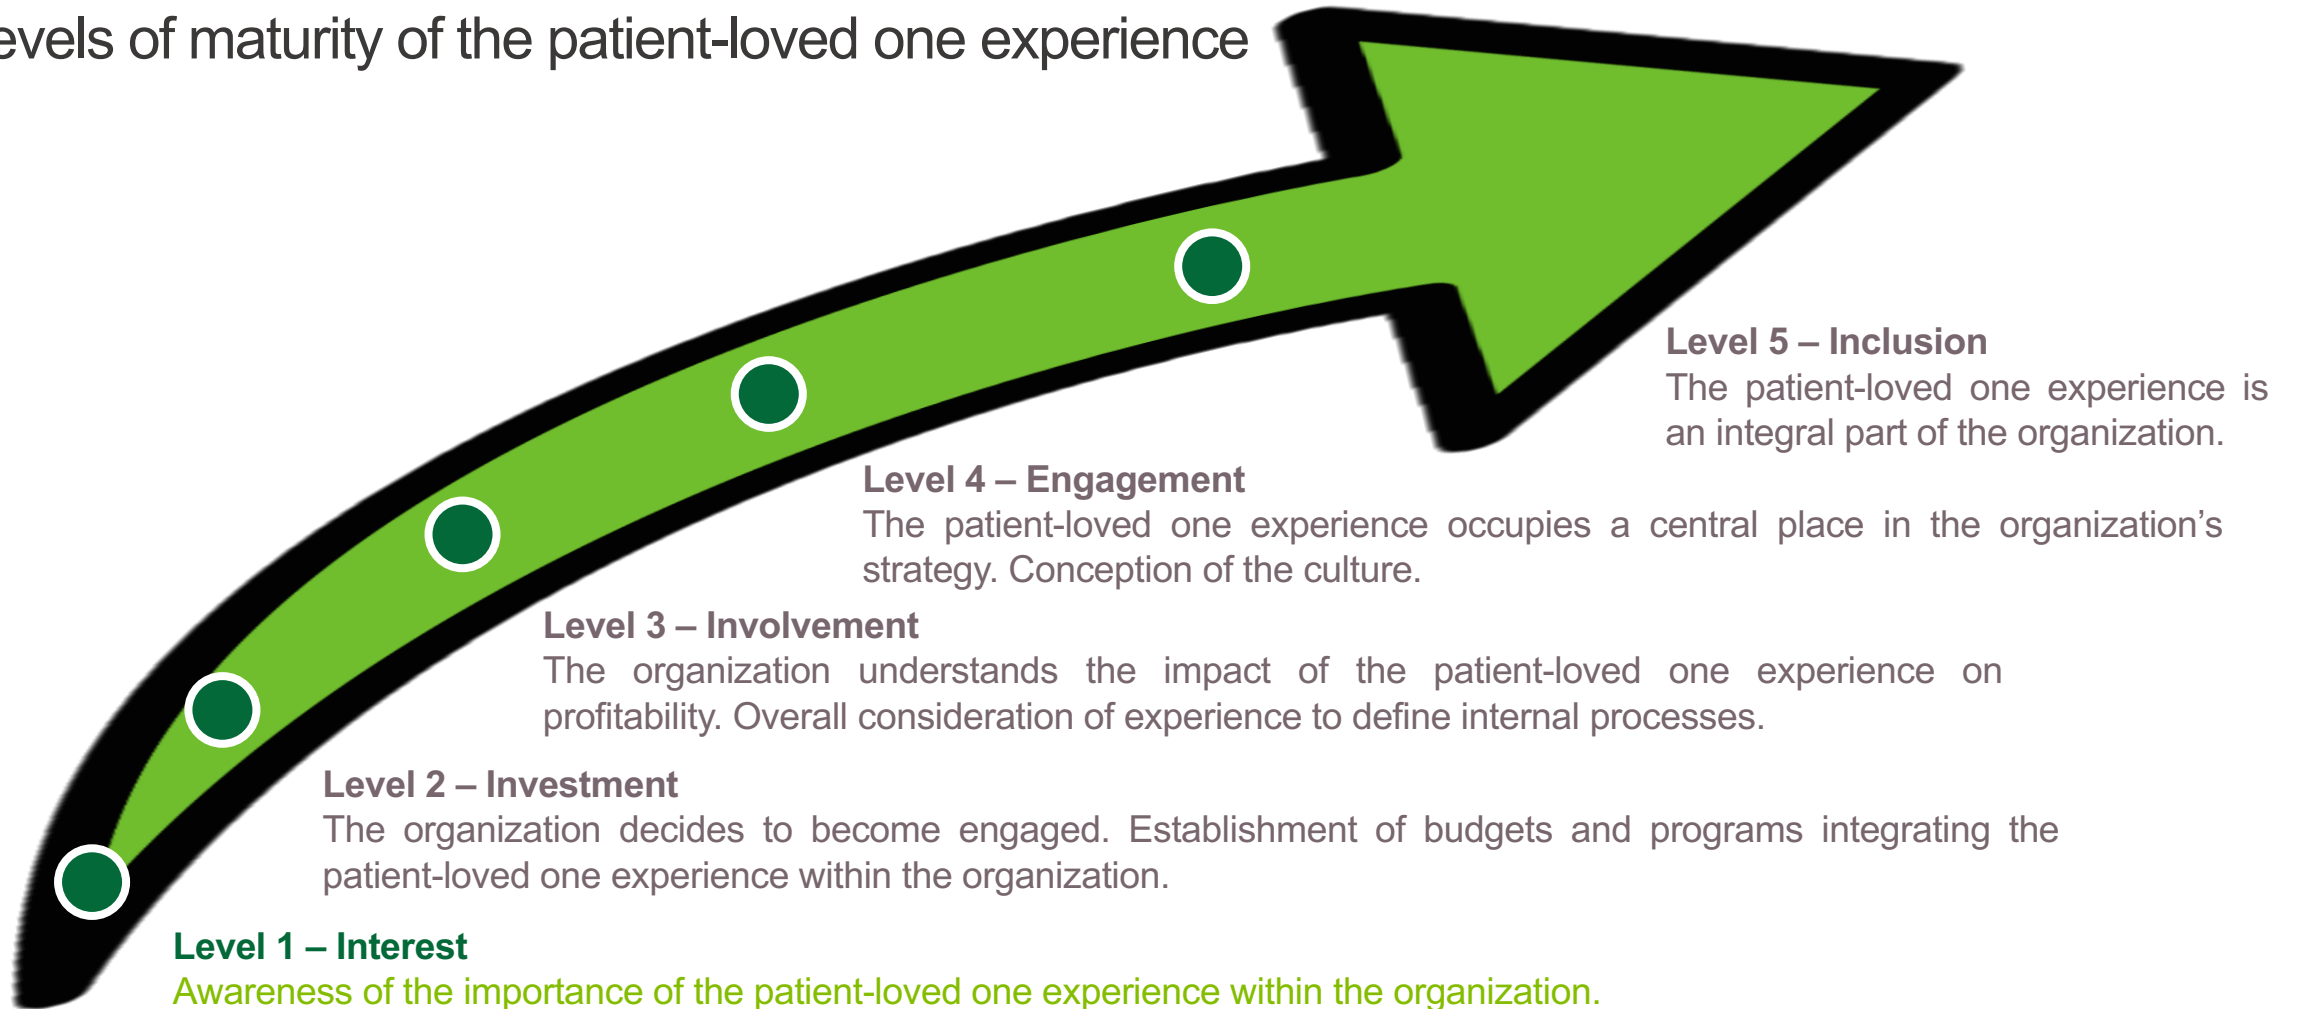 evels of maturity of the patient-loved one experience
Level 5 – Inclusion
The patient-loved one experience is
an integral part of the organization.
Level 4 – Engagement
The patient-loved one experience occupies a central place in the organization’s
strategy. Conception of the culture.
Level 3 – Involvement
The organization understands the impact of the patient-loved one experience on
profitability. Overall consideration of experience to define internal processes.
Level 2 – Investment
The organization decides to become engaged. Establishment of budgets and programs integrating the
patient-loved one experience within the organization.
Level 1 – Interest
Awareness of the importance of the patient-loved one experience within the organization.